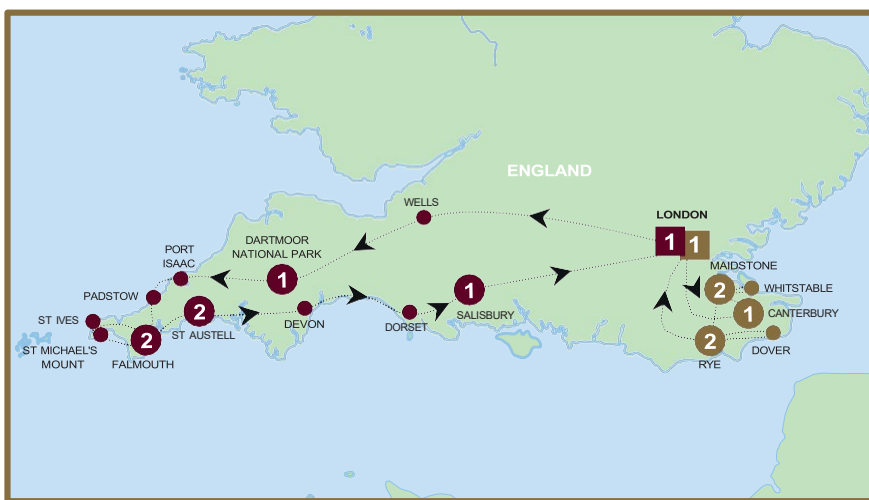 ENGLAND
WELLS
LONDON
1
1
DARTMOOR
NATIONAL PARK
1
PORT
ISAAC
PADSTOW
ST IVES
ST MICHAEL'S
MOUNT
2
FALMOUTH
2
ST AUSTELL
DEVON
DORSET
1
SALISBURY
MAIDSTONE
2
WHITSTABLE
1
CANTERBURY
2
RYE
DOVER